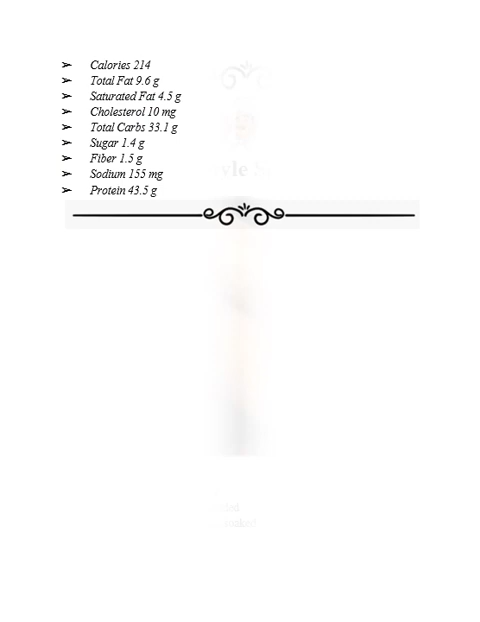 ➢ Calories 214
➢ Total Fat 9.6 g
➢ Saturated Fat 4.5 g
➢ Cholesterol 10 mg
➢ Total Carbs 33.1 g
➢ Sugar 1.4 g
➢ Fiber 1.5 g
➢ Sodium 155 mg
➢ Protein 43.5 g